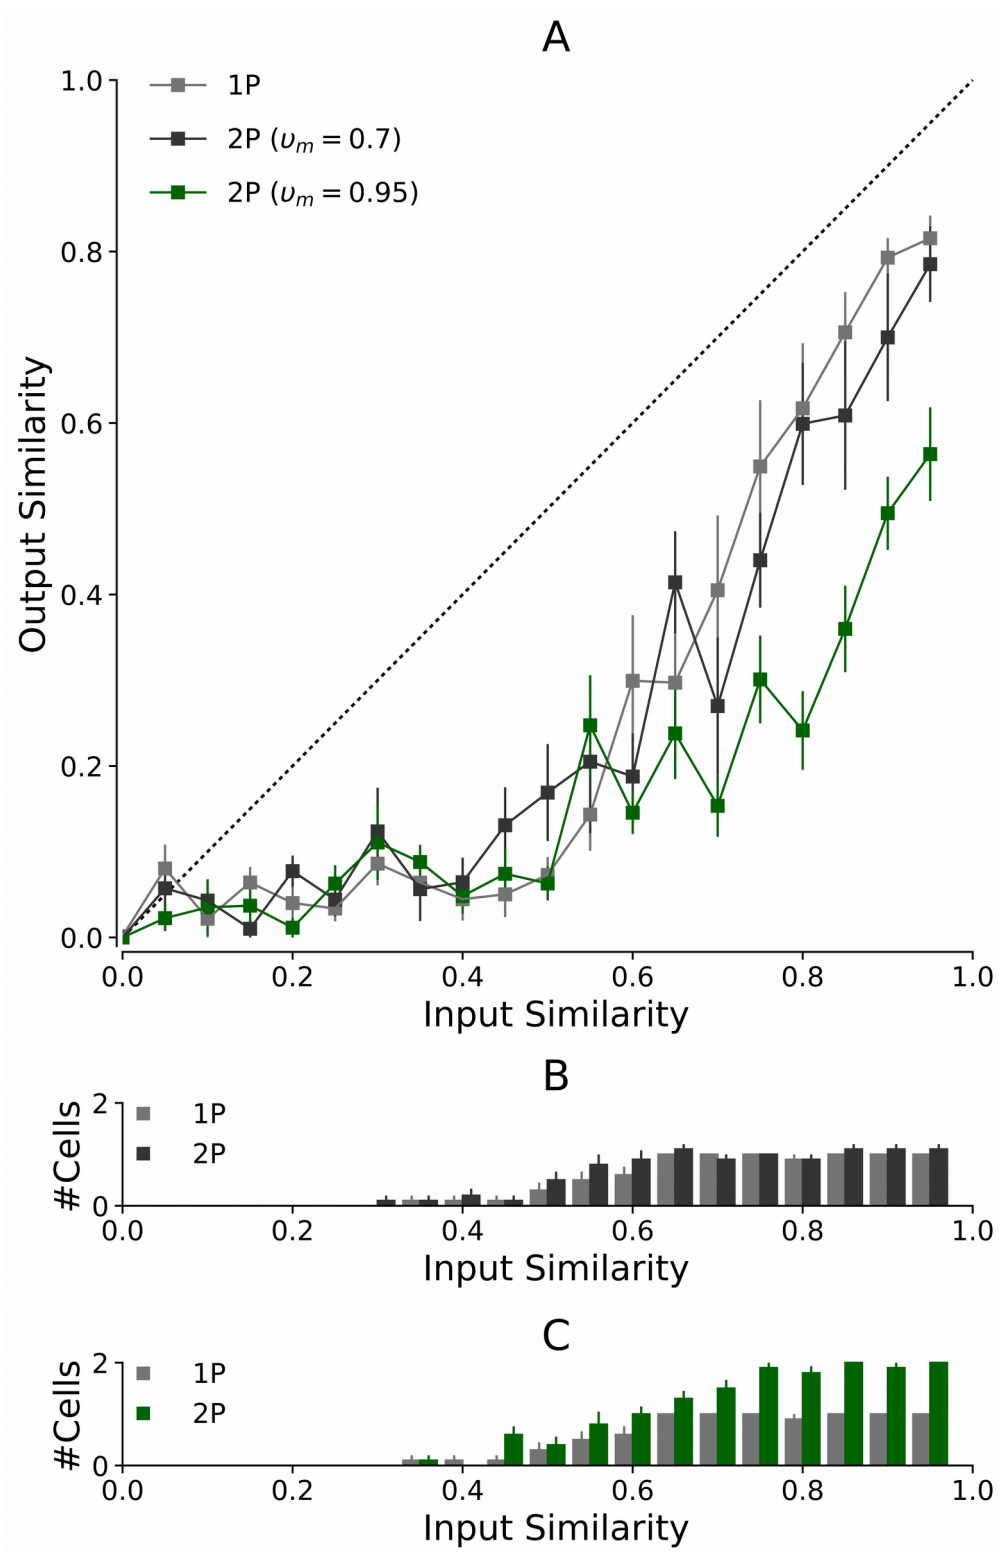 A
1P
2P (υm = 0.7)
2P (υm = 0.95)
1.0
0.8
0.6
0.4
0.2
0.0
Output Similarity
0.0 0.2 0.4 0.6 0.8 1.0
Input Similarity
B
1P
2P
2
0
#Cells
0.0 0.2 0.4 0.6 0.8 1.0
Input Similarity
C
1P
2P
2
0
#Cells
0.0 0.2 0.4 0.6 0.8 1.0
Input Similarity